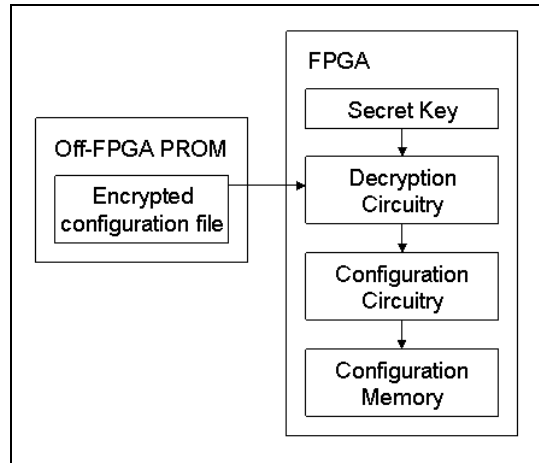 Off-FPGA PROM
Encrypted
configuration file
FPGA
Secret Key
Decryption
Circuitry
Configuration
Circuitry
Configuration
Memory